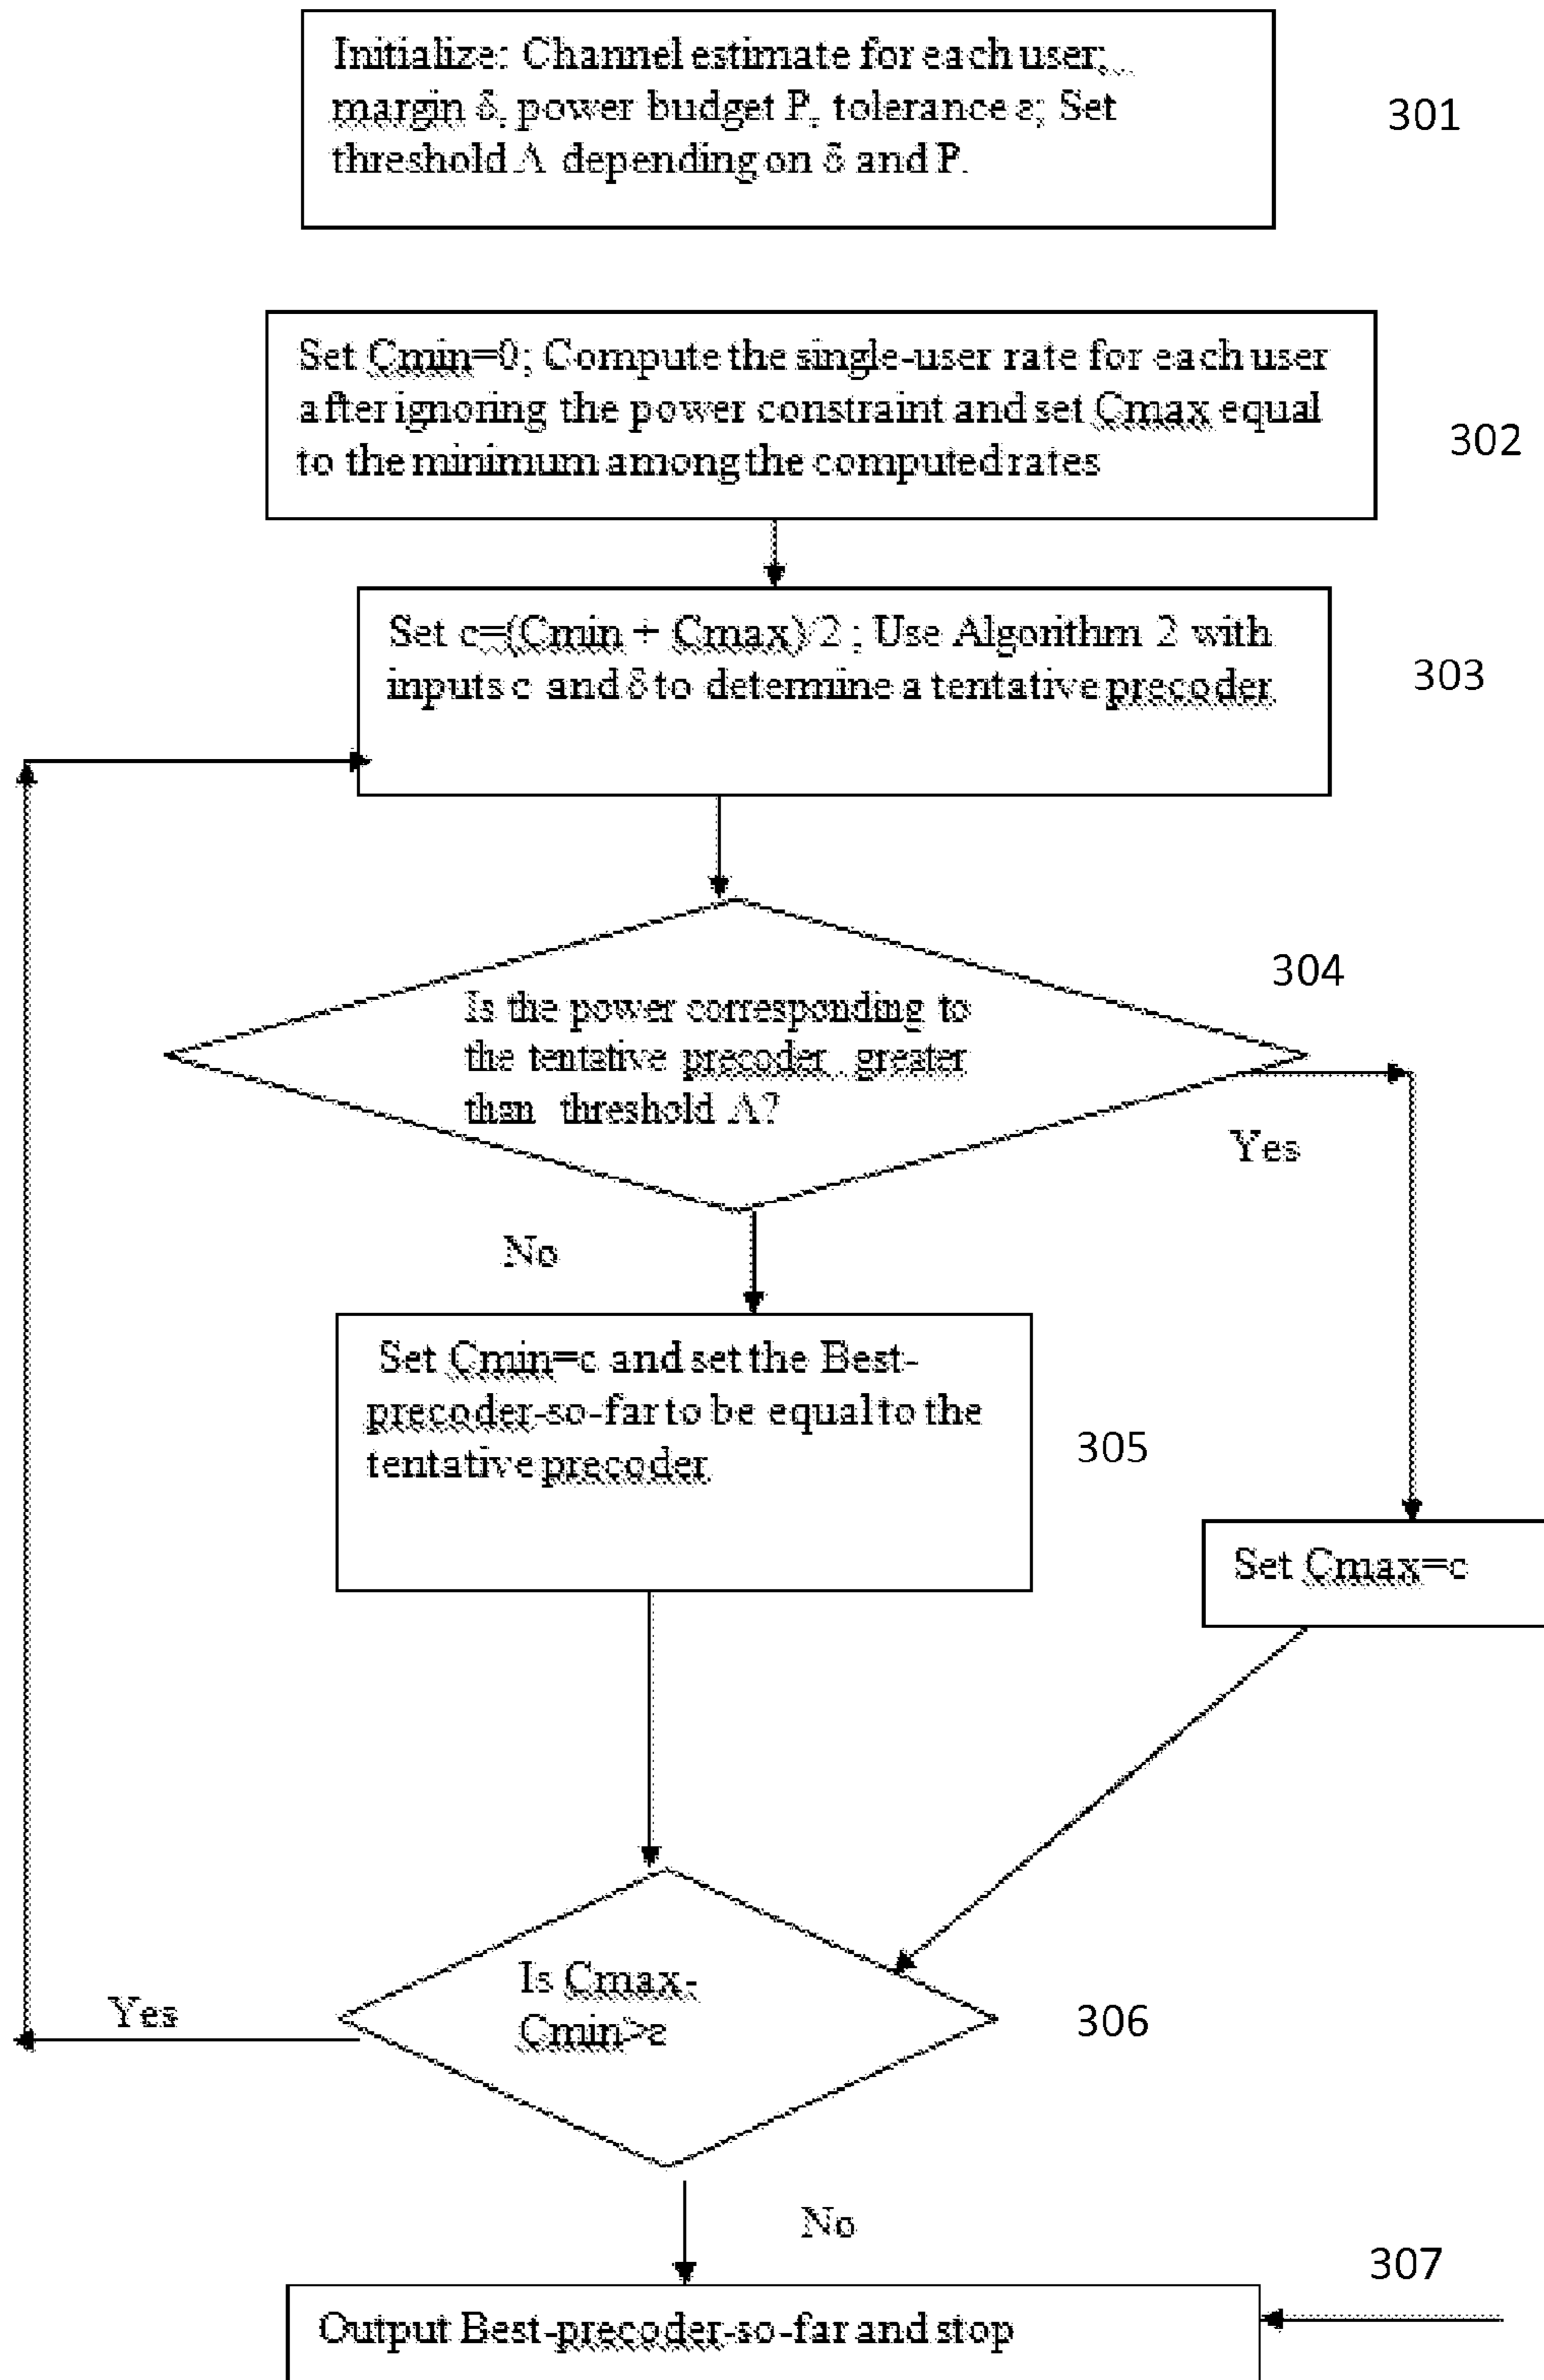 Initialize: Channel estimate for each user;
margin δ, power budget P, tolerance ε; Set
threshold Λ depending on δ and P.
301
Set Cmin=0; Compute the single-user rate for each user
after ignoring the power constraint and set Cmax equal
to the minimum among the computed rates
302
Set c=(Cmin + Cmax)/2 ; Use Algorithm 2 with
inputs c and δ to determine a tentative precoder
303
304
Is the power corresponding to
the tentative precoder greater
than threshold Λ?
Yes
No
Set Cmin=c and set the Best-
precoder-so-far to be equal to the
tentative precoder
305
Set Cmax=c
Is Cmax-
Cmin>ε
306
Yes
No
307
Output Best-precoder-so-far and stop